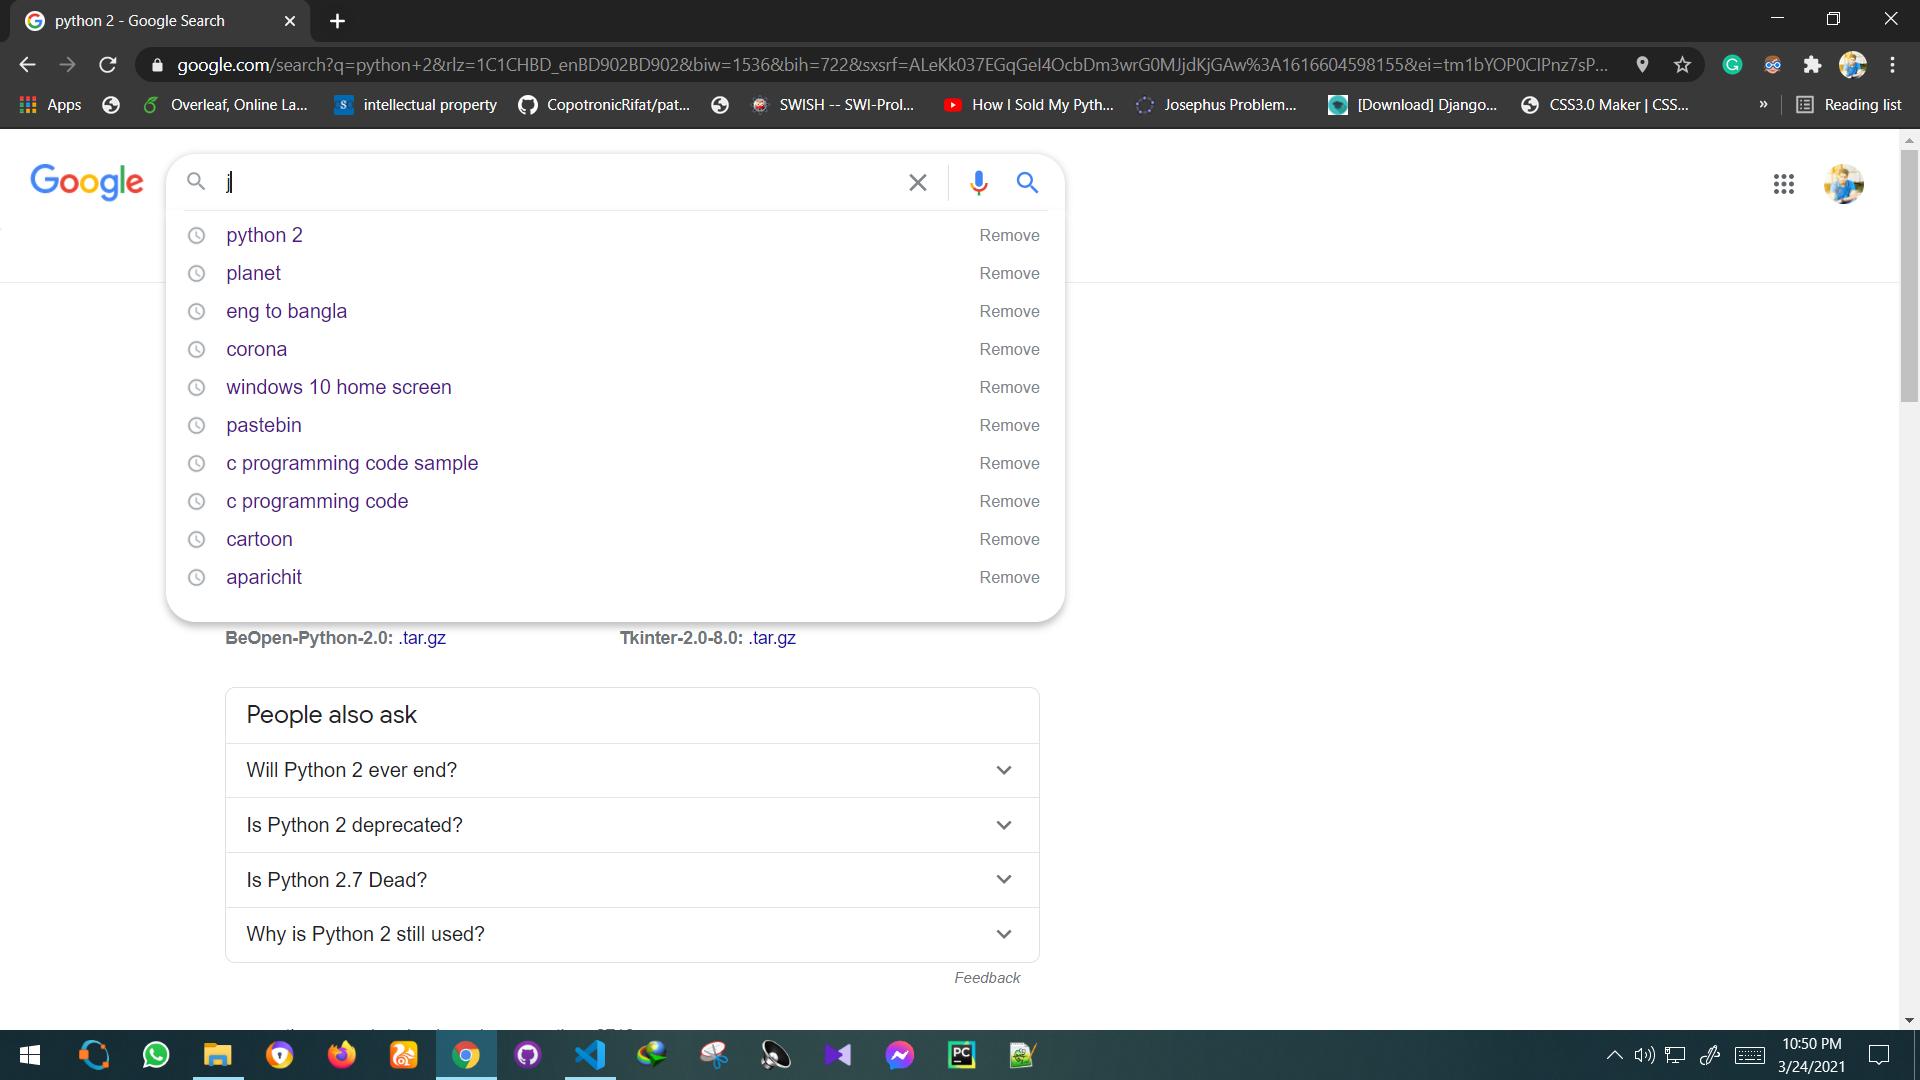 python 2 - Google Search
google.com/search?q=python+2&rlz=1C1CHBD_enBD902BD902&biw=1536&bih=722&sxsrf=ALeKk037EGqGeI4OcbDm3wrG0MJjdKjGAw%3A1616604598155&ei=tm1bYOP0CIPnz7sP...
Apps Overleaf, Online La... intellectual property CopotronicRifat/pat... SWISH -- SWI-Prol... How I Sold My Pyth... Josephus Problem... [Download] Django... CSS3.0 Maker | CSS... » Reading list
Google j
python 2 Remove
planet Remove
eng to bangla Remove
corona Remove
windows 10 home screen Remove
pastebin Remove
c programming code sample Remove
c programming code Remove
cartoon Remove
aparichit Remove
BeOpen-Python-2.0: .tar.gz Tkinter-2.0-8.0: .tar.gz
People also ask
Will Python 2 ever end?
Is Python 2 deprecated?
Is Python 2.7 Dead?
Why is Python 2 still used?
Feedback
10:50 PM
3/24/2021